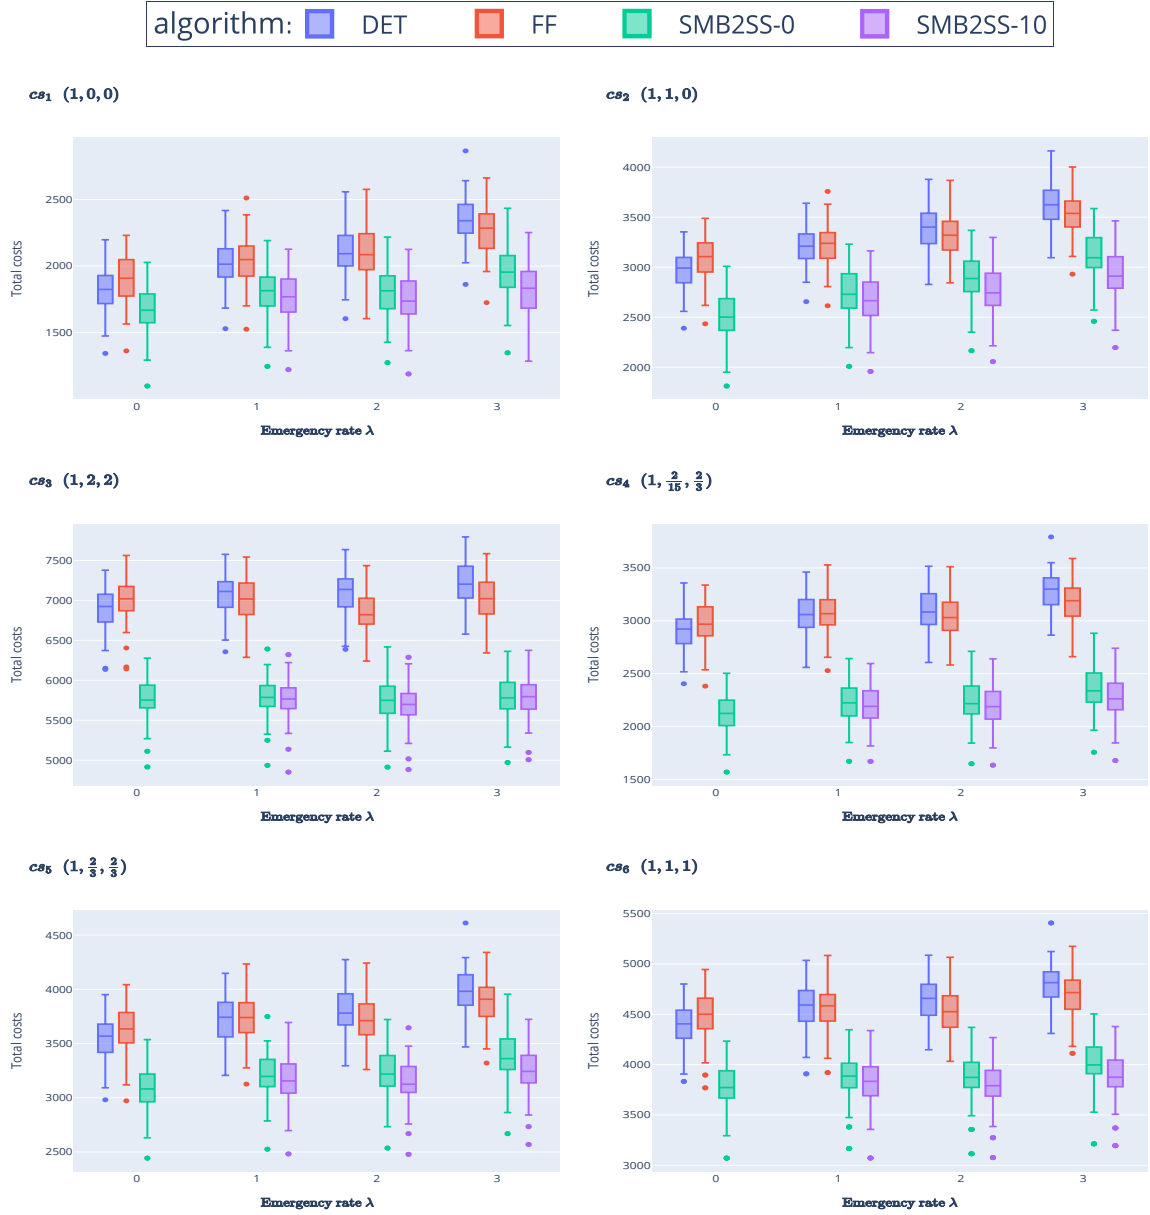 algorithm: DET FF SMB2SS-0 SMB2SS-10
cs₁ (1, 0, 0)
Total costs
2500
2000
1500
0 1 2 3
Emergency rate λ
cs₂ (1, 1, 0)
Total costs
4000
3500
3000
2500
2000
0 1 2 3
Emergency rate λ
cs₃ (1, 2, 2)
Total costs
7500
7000
6500
6000
5500
5000
0 1 2 3
Emergency rate λ
cs₄ (1, 2/15, 2/3)
Total costs
3500
3000
2500
2000
1500
0 1 2 3
Emergency rate λ
cs₅ (1, 2/3, 2/3)
Total costs
4500
4000
3500
3000
2500
0 1 2 3
Emergency rate λ
cs₆ (1, 1, 1)
Total costs
5500
5000
4500
4000
3500
3000
0 1 2 3
Emergency rate λ